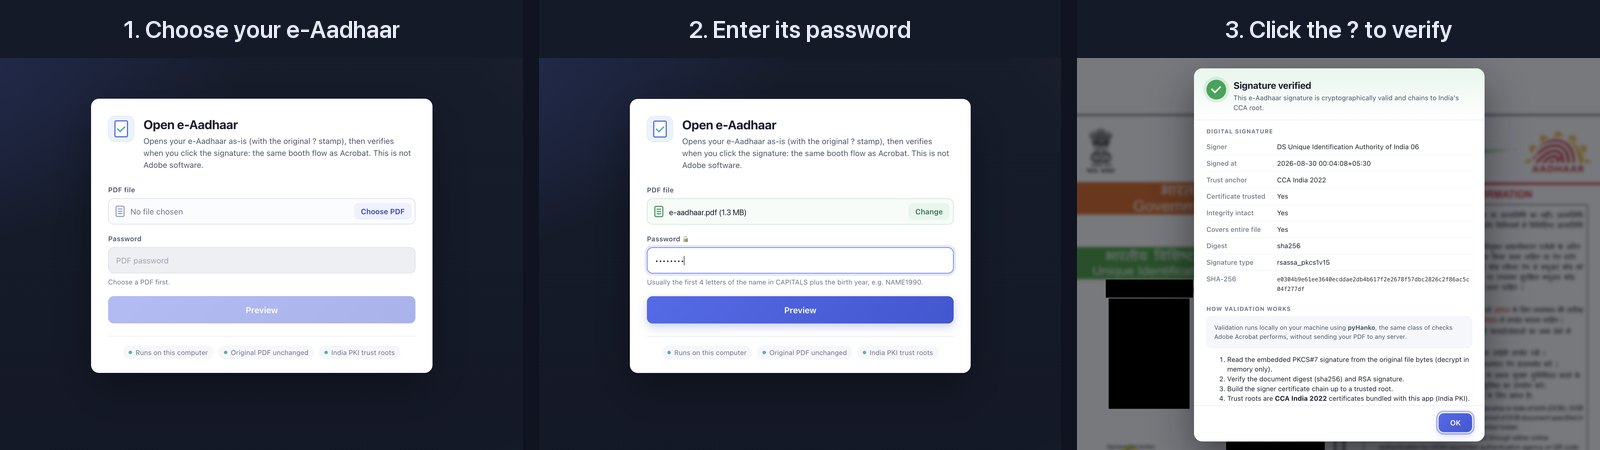 1. Choose your e-Aadhaar
Open e-Aadhaar
Opens your e-Aadhaar as-is (with the original ? stamp), then verifies
when you click the signature: the same booth flow as Acrobat. This is not
Adobe software.
PDF file
No file chosen
Choose PDF
Password
PDF password
Choose a PDF first.
Preview
Runs on this computer
Original PDF unchanged
India PKI trust roots
2. Enter its password
Open e-Aadhaar
Opens your e-Aadhaar as-is (with the original ? stamp), then verifies
when you click the signature: the same booth flow as Acrobat. This is not
Adobe software.
PDF file
e-aadhaar.pdf (1.3 MB)
Change
Password
Usually the first 4 letters of the name in CAPITALS plus the birth year, e.g. NAME1990.
Preview
Runs on this computer
Original PDF unchanged
India PKI trust roots
3. Click the ? to verify
Signature verified
This e-Aadhaar signature is cryptographically valid and chains to India's
CCA root.
DIGITAL SIGNATURE
Signer DS Unique Identification Authority of India 06
Signed at 2026-08-30 00:04:08+05:30
Trust anchor CCA India 2022
Certificate trusted Yes
Integrity intact Yes
Covers entire file Yes
Digest sha256
Signature type rsassa_pkcs1v15
SHA-256 e0304b9e61ee3640ecddae2db4b617f2e2678f57dbc2826c2f86ac5c
04f277df
HOW VALIDATION WORKS
Validation runs locally on your machine using pyHanko, the same class of checks
Adobe Acrobat performs, without sending your PDF to any server.
1. Read the embedded PKCS#7 signature from the original file bytes (decrypt in
memory only).
2. Verify the document digest (sha256) and RSA signature.
3. Build the signer certificate chain up to a trusted root.
4. Trust roots are CCA India 2022 certificates bundled with this app (India PKI).
OK
AADHAAR